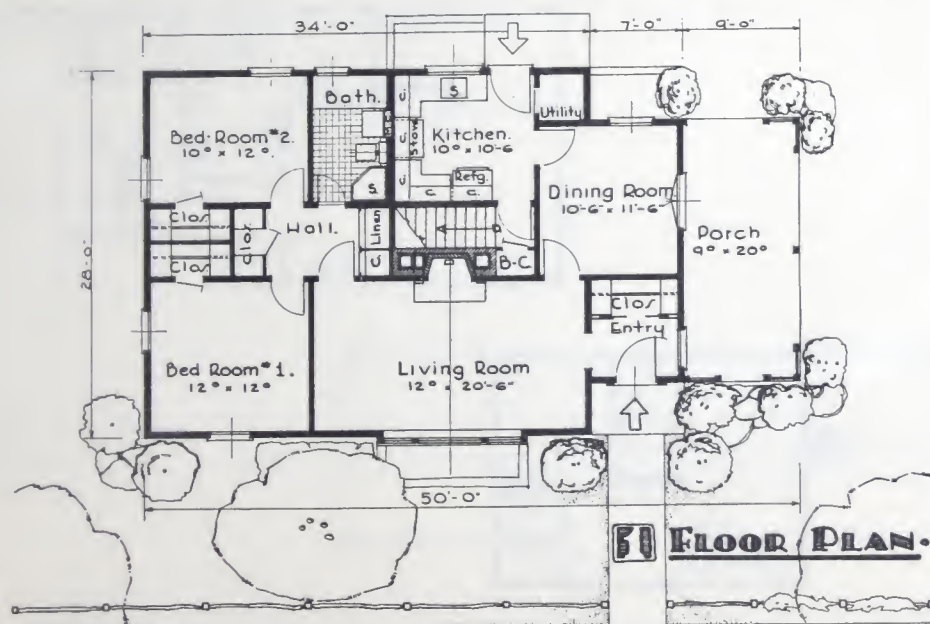 34'-0"
7'-0"
9'-0"
28'-0"
Bed-Room #2.
10° x 12°.
Bath.
S.
C.
C.
C.
Stove
S
Kitchen.
10° x 10'-6
Refg.
C.
C.
Utility
Dining Room
10'-6" x 11'-6"
Porch
9° x 20°
Clos
Clos
Clos
Hall.
Lins
C.
B-C.
Clos
Entry
Bed Room #1.
12° x 12°
Living Room
12° x 20'-6"
50'-0"
51 FLOOR PLAN.